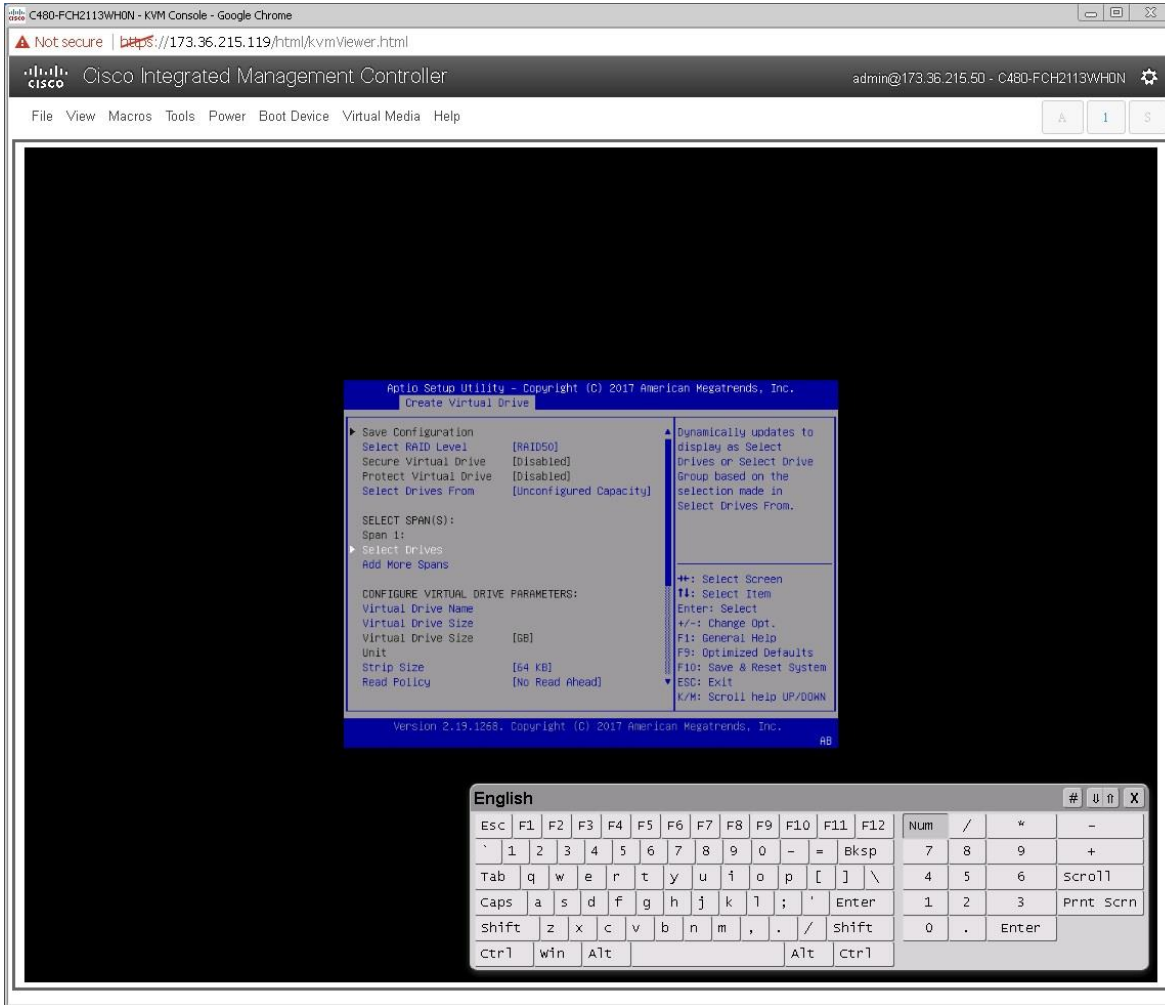 C480-FCH2113WH0N - KVM Console - Google Chrome
Not secure | https://173.36.215.119/html/kvmViewer.html
cisco Cisco Integrated Management Controller admin@173.36.215.50 - C480-FCH2113WH0N
File View Macros Tools Power Boot Device Virtual Media Help A 1 S
Aptio Setup Utility - Copyright (C) 2017 American Megatrends, Inc.
Create Virtual Drive
Save Configuration
Select RAID Level [RAID50]
Secure Virtual Drive [Disabled]
Protect Virtual Drive [Disabled]
Select Drives From [Unconfigured Capacity]
SELECT SPAN(S):
Span 1:
Select Drives
Add More Spans
CONFIGURE VIRTUAL DRIVE PARAMETERS:
Virtual Drive Name
Virtual Drive Size
Virtual Drive Size [GB]
Unit
Strip Size [64 KB]
Read Policy [No Read Ahead]
Dynamically updates to
display as Select
Drives or Select Drive
Group based on the
selection made in
Select Drives From.
→←: Select Screen
↑↓: Select Item
Enter: Select
+/-: Change Opt.
F1: General Help
F9: Optimized Defaults
F10: Save & Reset System
ESC: Exit
K/M: Scroll help UP/DOWN
Version 2.19.1268. Copyright (C) 2017 American Megatrends, Inc.
AB
English # ⇓⇑ X
Esc F1 F2 F3 F4 F5 F6 F7 F8 F9 F10 F11 F12 Num / * -
` 1 2 3 4 5 6 7 8 9 0 - = Bksp 7 8 9 +
Tab q w e r t y u i o p [ ] \ 4 5 6 Scroll
Caps a s d f g h j k l ; ' Enter 1 2 3 Prnt Scrn
Shift z x c v b n m , . / Shift 0 . Enter
Ctrl Win Alt Alt Ctrl